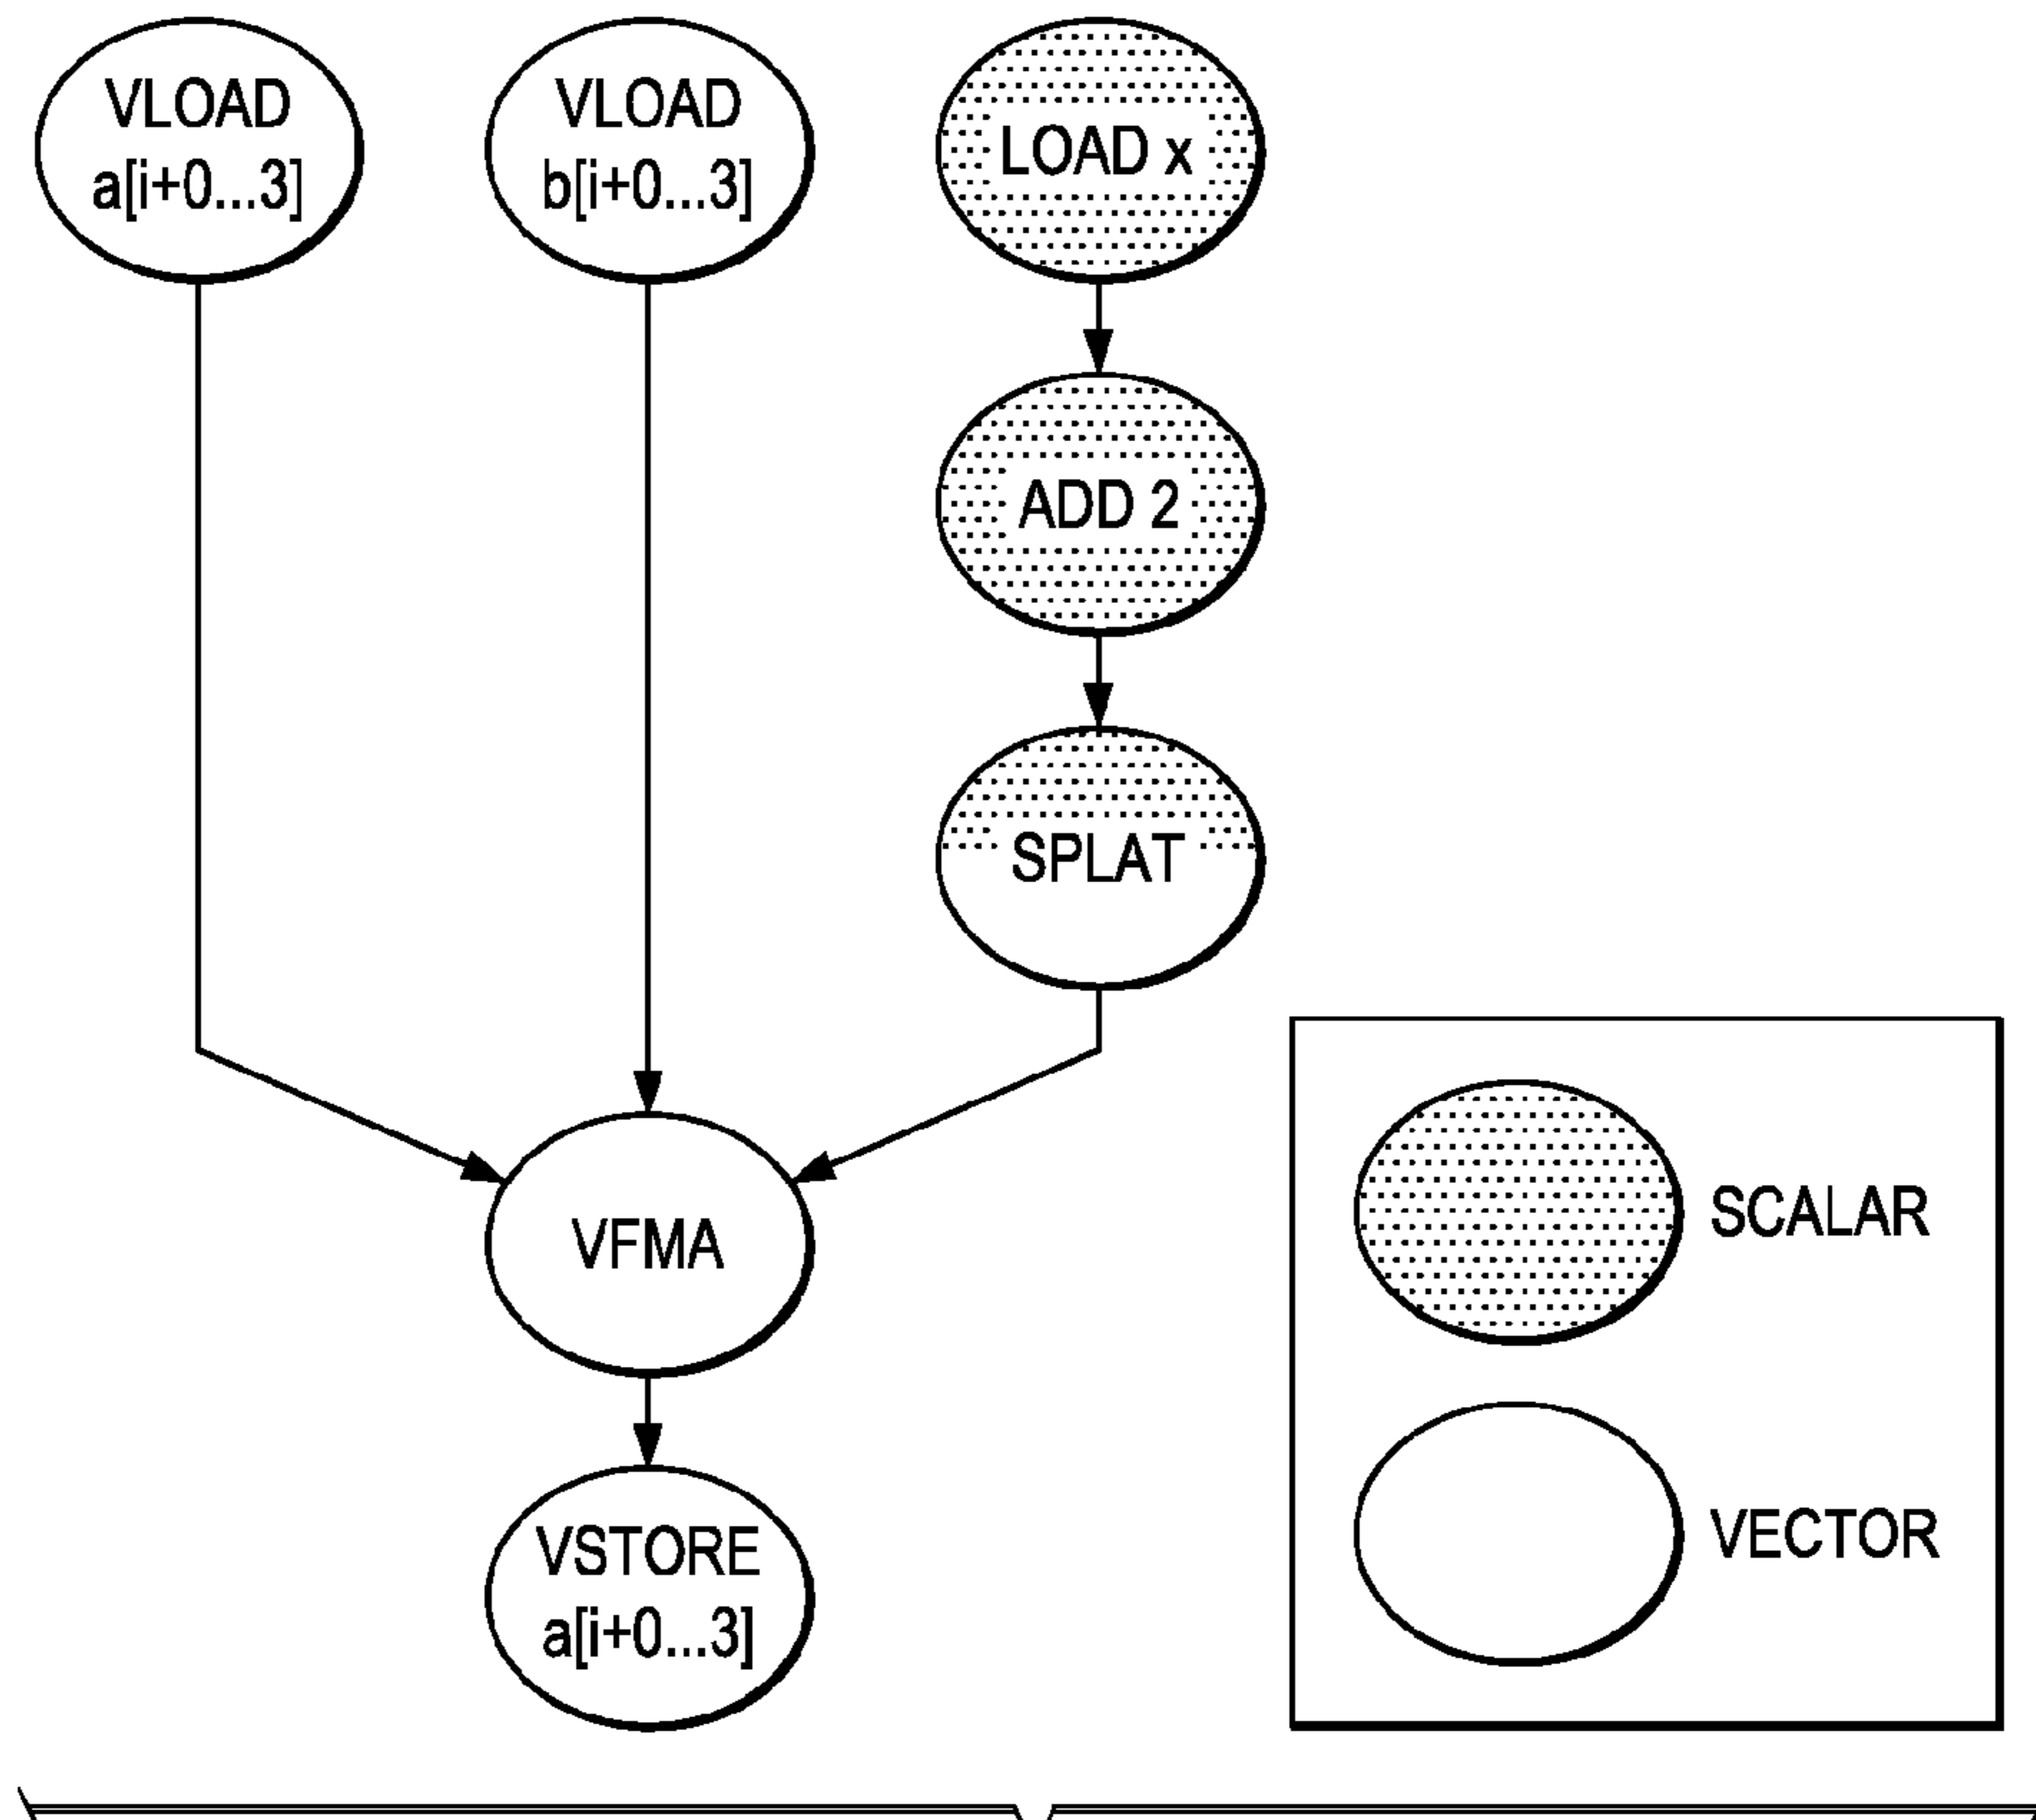 VLOAD
a[i+0...3]
VLOAD
b[i+0...3]
LOAD x
ADD 2
SPLAT
VFMA
VSTORE
a[i+0...3]
SCALAR
VECTOR